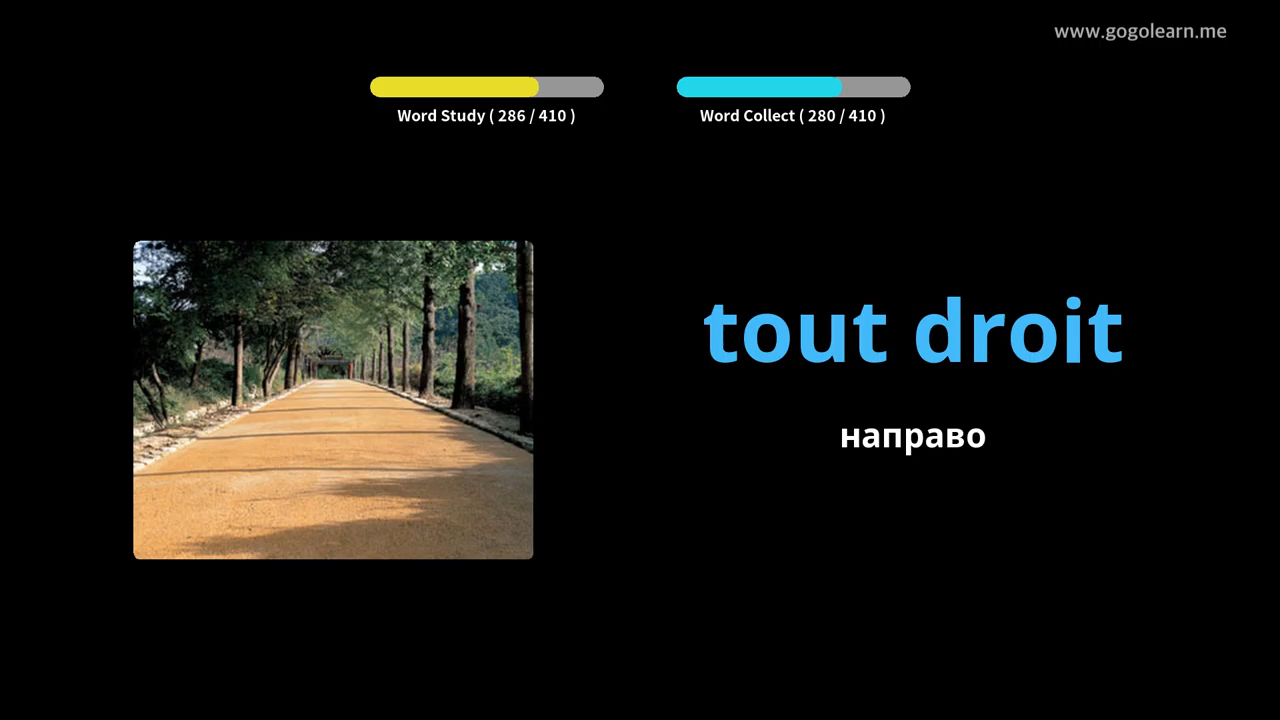 www.gogolearn.me
Word Study ( 286 / 410 )
Word Collect ( 280 / 410 )
tout droit
направо